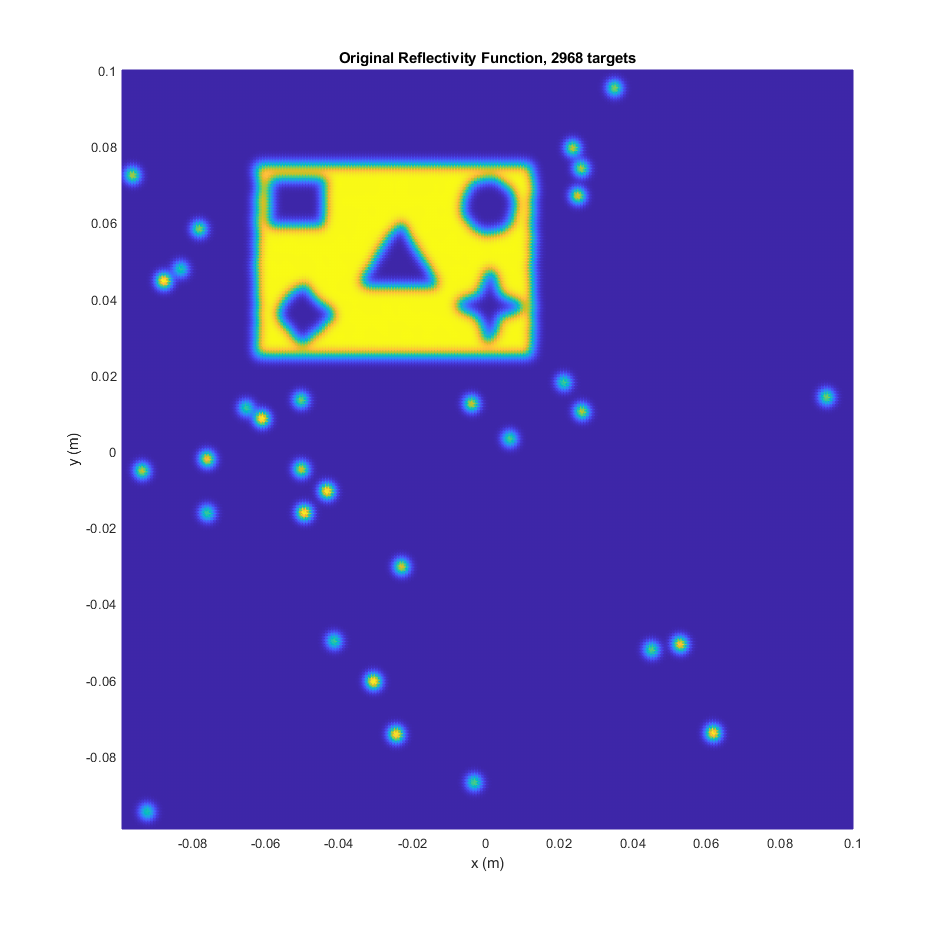 Original Reflectivity Function, 2968 targets
0.1
0.08
0.06
0.04
0.02
0
-0.02
-0.04
-0.06
-0.08
y (m)
-0.08 -0.06 -0.04 -0.02 0 0.02 0.04 0.06 0.08 0.1
x (m)